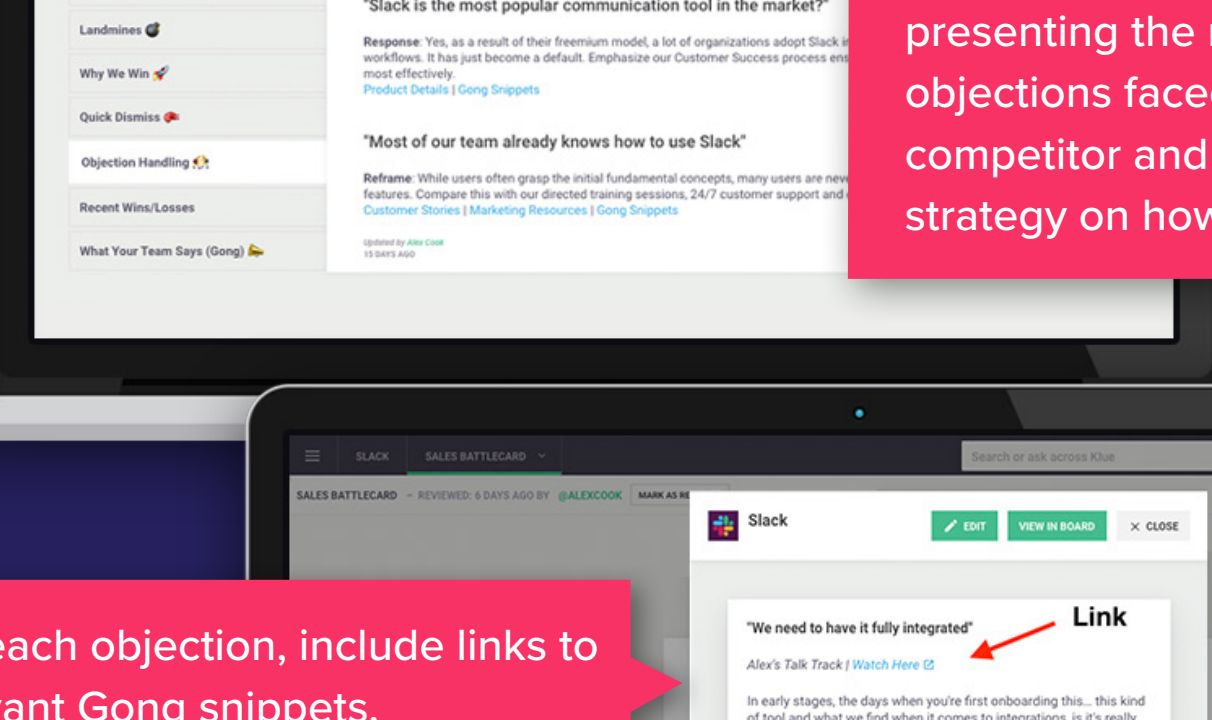 "Slack is the most popular communication tool in the market?"
Landmines 💣
Response: Yes, as a result of their freemium model, a lot of organizations adopt Slack
workflows. It has just become a default. Emphasize our Customer Success process
most effectively.
Product Details | Gong Snippets
Why We Win 🚀
Quick Dismiss 🥊
"Most of our team already knows how to use Slack"
Objection Handling
Reframe: While users often grasp the initial fundamental concepts, many users are
features. Compare this with our directed training sessions, 24/7 customer support and
Customer Stories | Marketing Resources | Gong Snippets
Recent Wins/Losses
Updated by Alex Cook
15 DAYS AGO
What Your Team Says (Gong)
presenting the
objections
competitor and
strategy on
SLACK
SALES BATTLECARD
Search or ask across Klue
SALES BATTLECARD – REVIEWED: 6 DAYS AGO BY @ALEXCOOK
MARK AS
Slack
EDIT
VIEW IN BOARD
× CLOSE
each objection, include links to
Gong snippets.
Link
"We need to have it fully integrated"
Alex's Talk Track | Watch Here
In early stages, the days when you're first onboarding this... this kind
of tool and what we find when it comes to integrations, is it's really